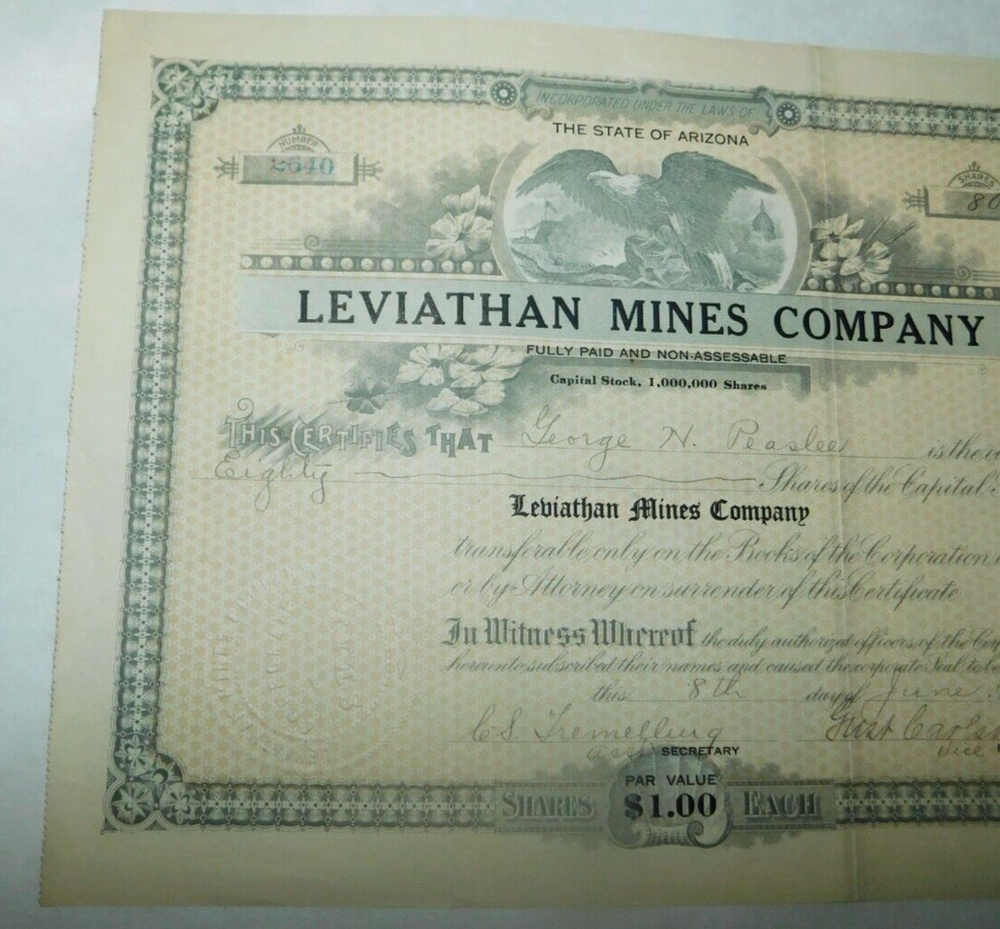 INCORPORATED UNDER THE LAWS OF
THE STATE OF ARIZONA
NUMBER
2640
SHARES
80
LEVIATHAN MINES COMPANY
FULLY PAID AND NON-ASSESSABLE
Capital Stock, 1,000,000 Shares
THIS CERTIFIES THAT George N. Peaslee is the
Eighty Shares of the Capital
Leviathan Mines Company
transferable only on the Books of the Corporation
or by Attorney on surrender of this Certificate
In Witness Whereof the duly authorized officers of the
hereunto subscribed their names and caused the corporate Seal to be
this 8th day of June
C.S. Tremelling
Asst SECRETARY
Vice
PAR VALUE
SHARES $1.00 EACH